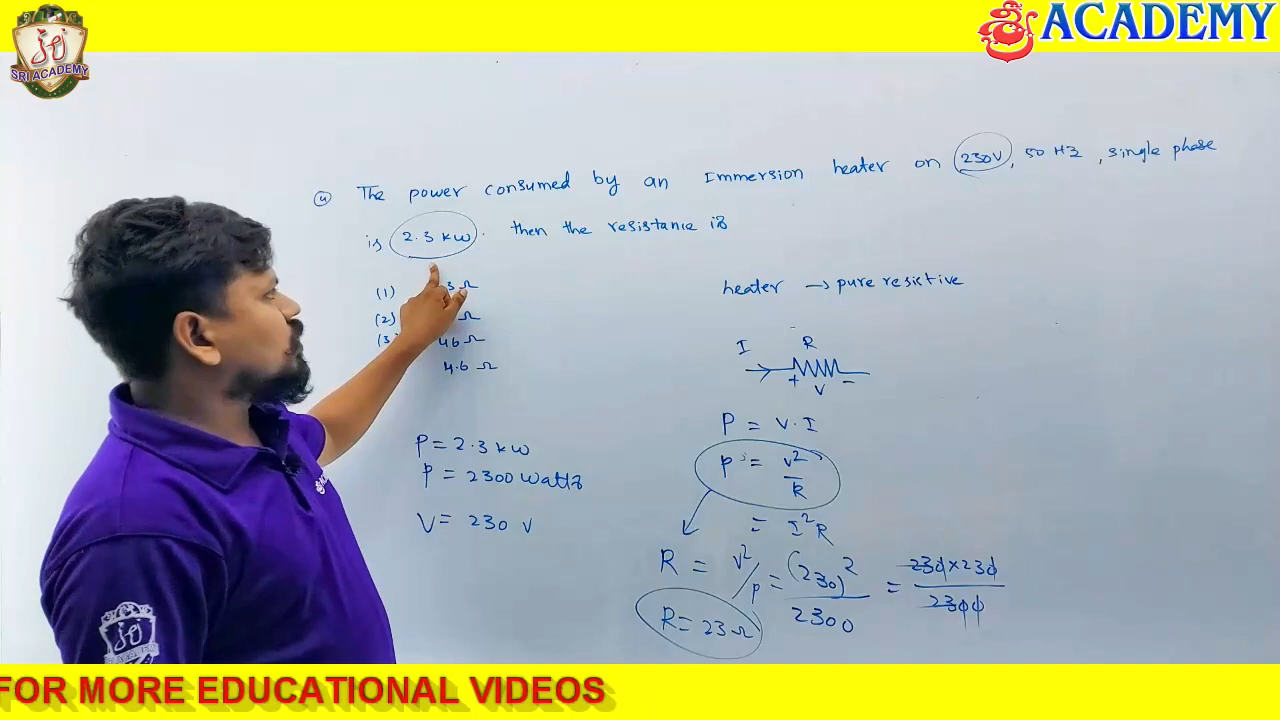 SRI ACADEMY
ACADEMY
(4) The power consumed by an Immersion heater on 230V, 50 HZ, single phase
is 2.3 kW. then the resistance is
(1) Ω
(2) Ω
(3) 46 Ω
4.6 Ω
heater → pure resistive
I R
+ V -
P = V·I
P = V²/R
= I²R
P = 2.3 kW
P = 2300 Watts
V = 230 V
R = V²/P = (230)²/2300 = 230×230/2300
R = 23 Ω
FOR MORE EDUCATIONAL VIDEOS